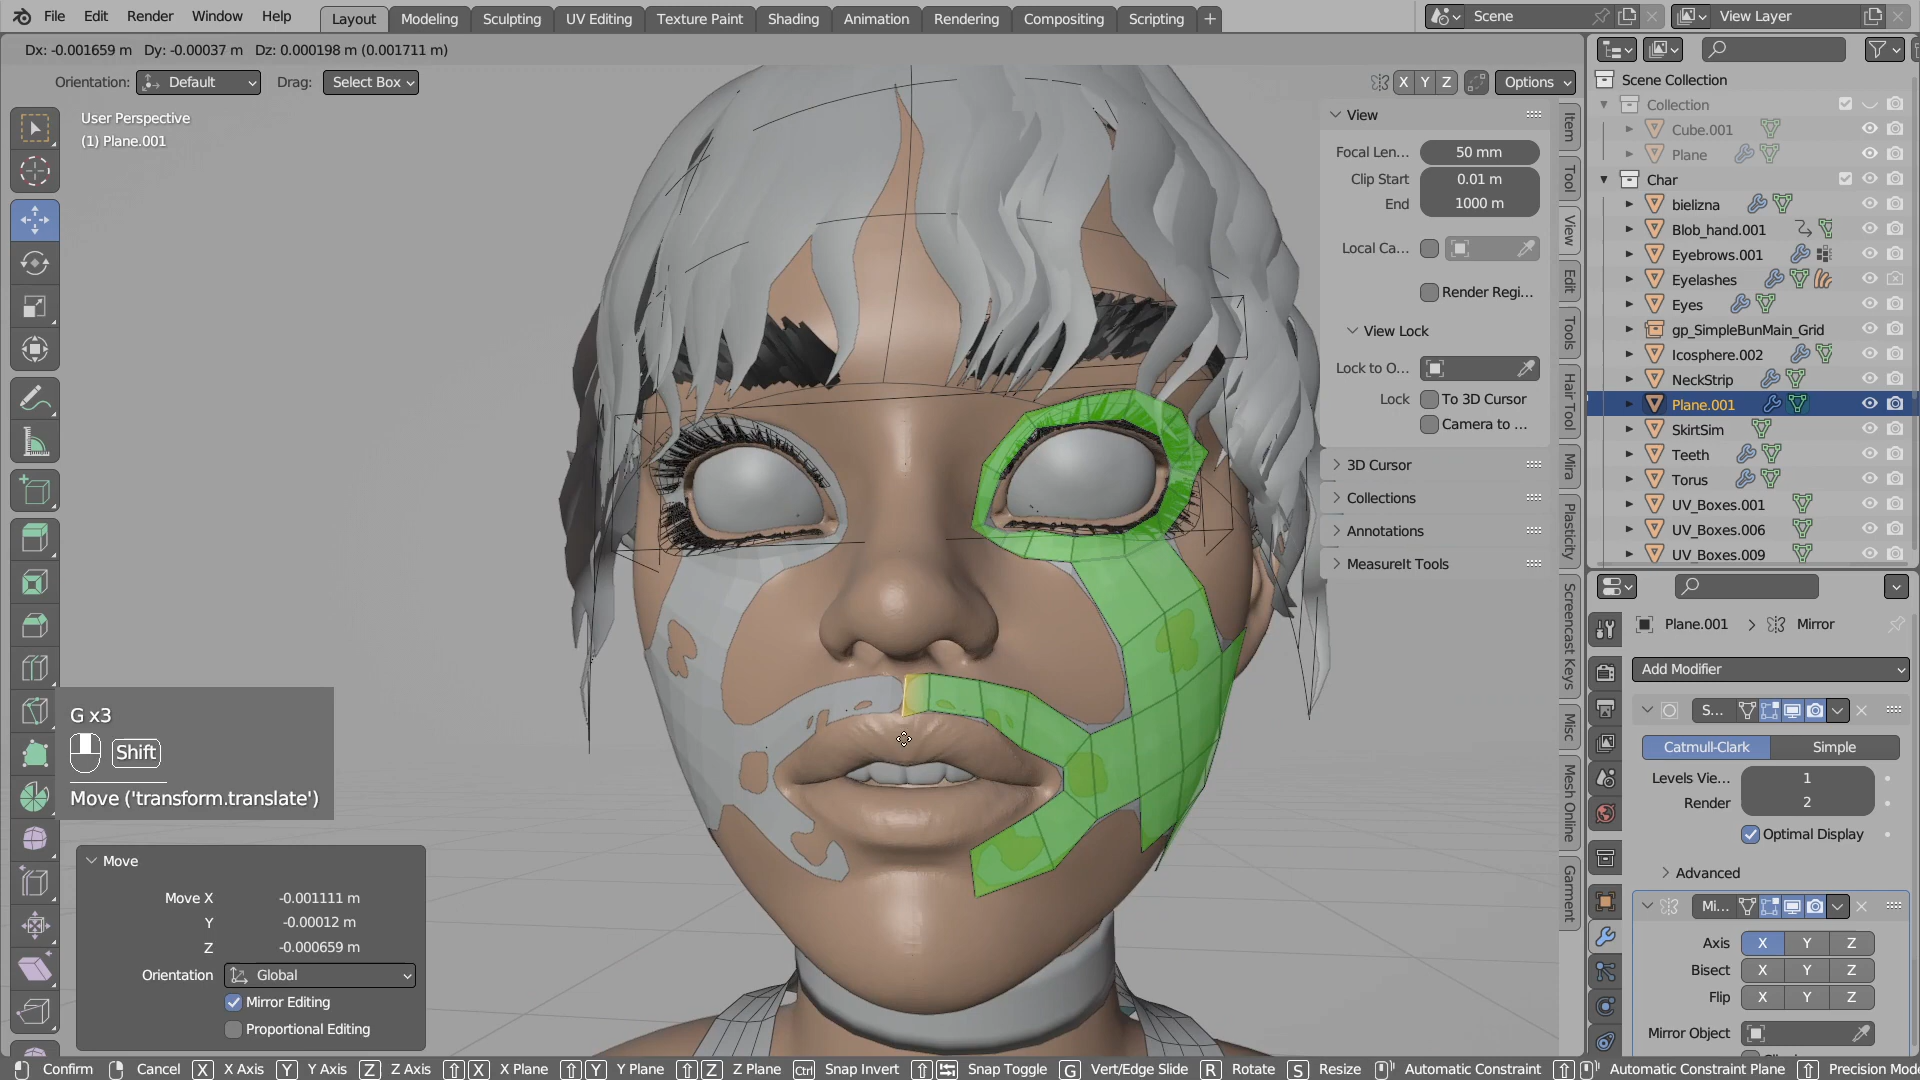 File Edit Render Window Help Layout Modeling Sculpting UV Editing Texture Paint Shading Animation Rendering Compositing Scripting + Scene View Layer
Dx: -0.001659 m Dy: -0.00037 m Dz: 0.000198 m (0.001711 m)
Orientation: Default Drag: Select Box X Y Z Options
User Perspective
(1) Plane.001
View
Focal Len... 50 mm
Clip Start 0.01 m
End 1000 m
Local Ca...
Render Regi...
View Lock
Lock to O...
Lock To 3D Cursor
Camera to ...
3D Cursor
Collections
Annotations
MeasureIt Tools
Item
Tool
View
Edit
Tools
Hair Tool
Mira
Plasticity
Screencast Keys
Misc
Mesh Online
Garment
Scene Collection
Collection
Cube.001
Plane
Char
bielizna
Blob_hand.001
Eyebrows.001
Eyelashes
Eyes
gp_SimpleBunMain_Grid
Icosphere.002
NeckStrip
Plane.001
SkirtSim
Teeth
Torus
UV_Boxes.001
UV_Boxes.006
UV_Boxes.009
Plane.001 > Mirror
Add Modifier
S...
Catmull-Clark Simple
Levels Vie... 1
Render 2
Optimal Display
Advanced
Mi...
Axis X Y Z
Bisect X Y Z
Flip X Y Z
Mirror Object
G x3
Shift
Move ('transform.translate')
Move
Move X -0.001111 m
Y -0.00012 m
Z -0.000659 m
Orientation Global
Mirror Editing
Proportional Editing
Confirm Cancel X X Axis Y Y Axis Z Z Axis X X Plane Y Y Plane Z Z Plane Ctrl Snap Invert Snap Toggle G Vert/Edge Slide R Rotate S Resize Automatic Constraint Automatic Constraint Plane Precision Mod